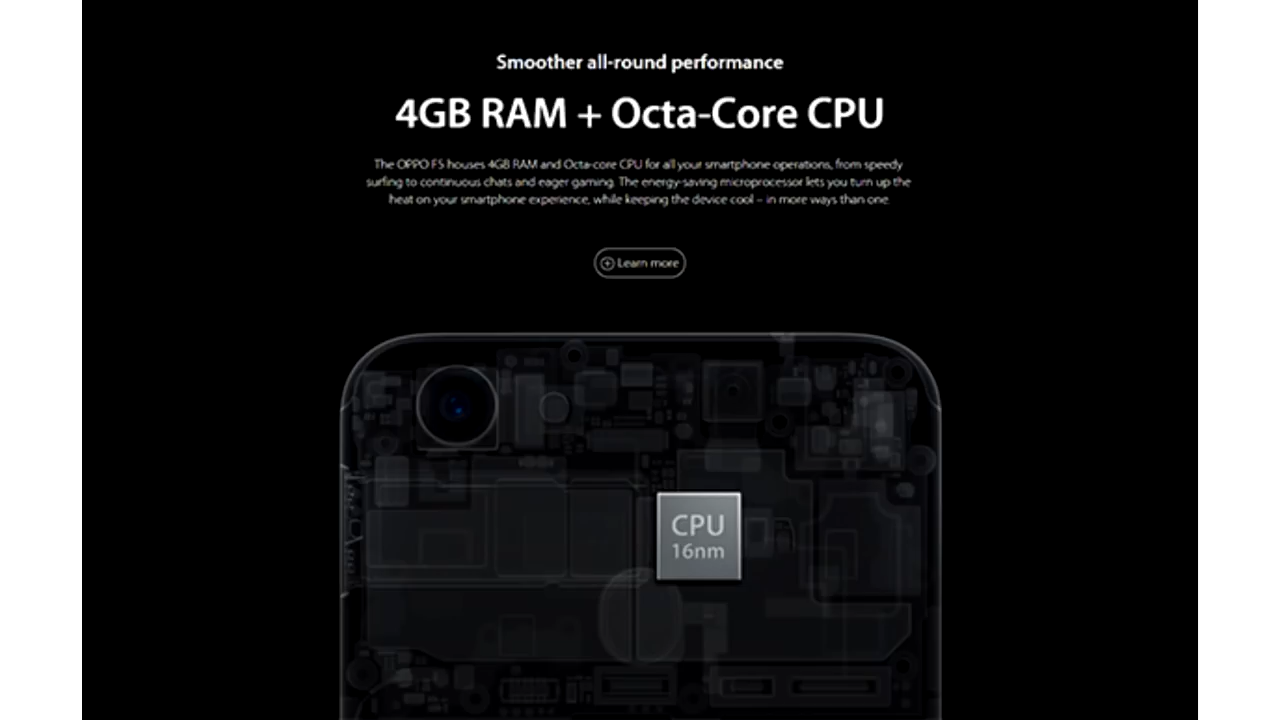 Smoother all-round performance
4GB RAM + Octa-Core CPU
The OPPO F5 houses 4GB RAM and Octa-core CPU for all your smartphone operations, from speedy
surfing to continuous chats and eager gaming. The energy-saving microprocessor lets you turn up the
heat on your smartphone experience, while keeping the device cool – in more ways than one.
Learn more
CPU
16nm